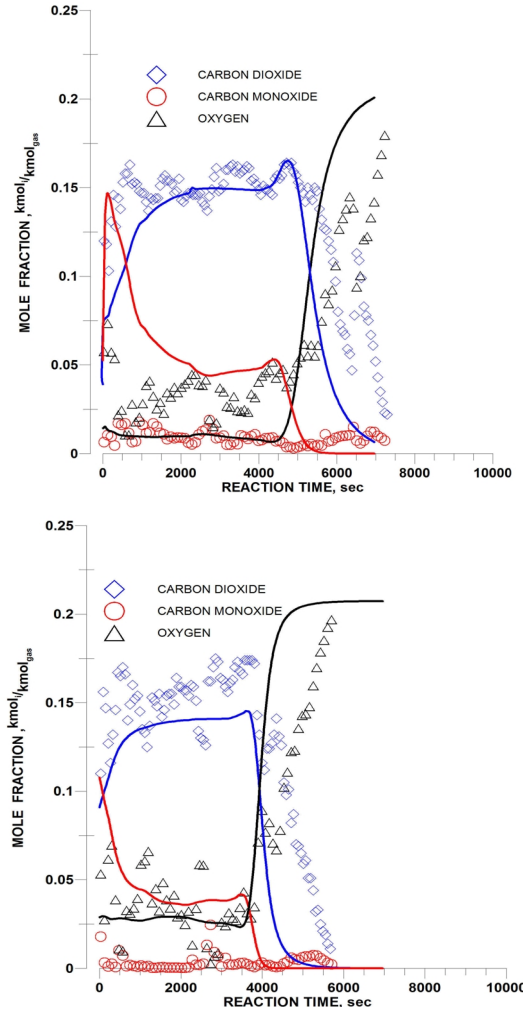 0.25
CARBON DIOXIDE
CARBON MONOXIDE
OXYGEN
0.2
0.15
0.1
0.05
0
MOLE FRACTION, kmol_i/kmol_gas
0 2000 4000 6000 8000 10000
REACTION TIME, sec
0.25
CARBON DIOXIDE
CARBON MONOXIDE
OXYGEN
0.2
0.15
0.1
0.05
0
MOLE FRACTION, kmol_i/kmol_gas
0 2000 4000 6000 8000 10000
REACTION TIME, sec